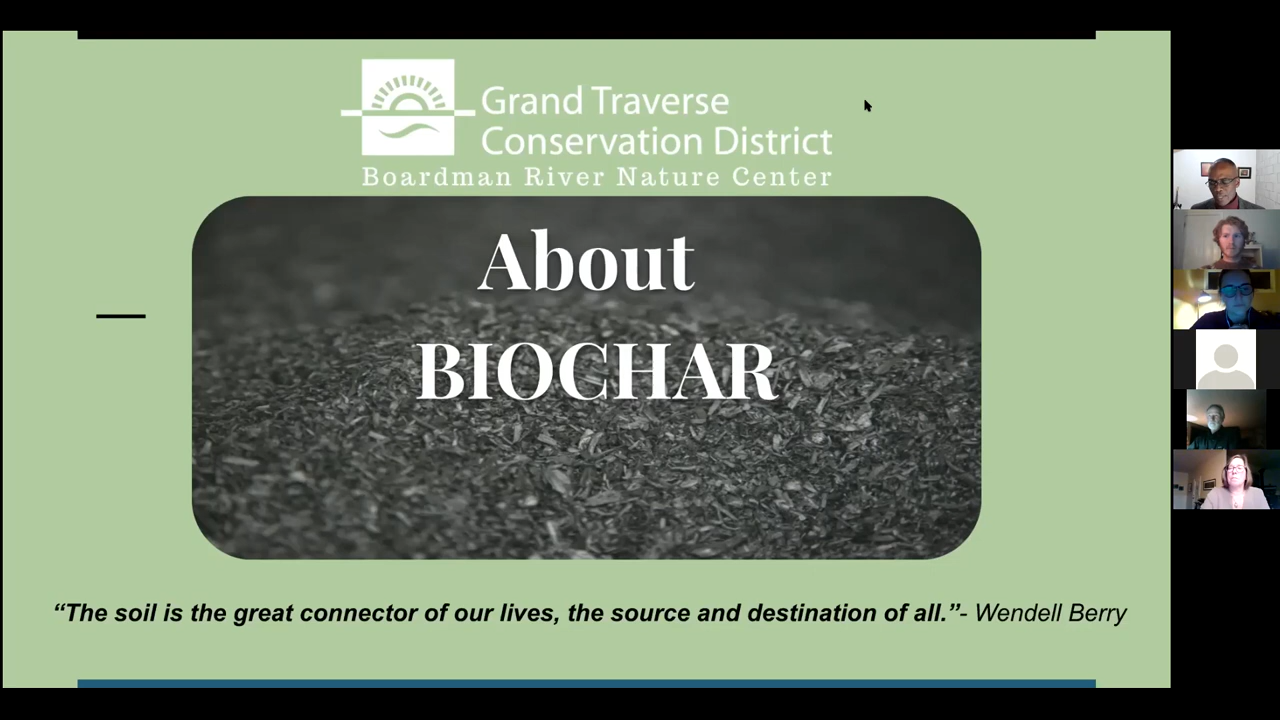 Grand Traverse
Conservation District
Boardman River Nature Center
About
BIOCHAR
“The soil is the great connector of our lives, the source and destination of all.”- Wendell Berry